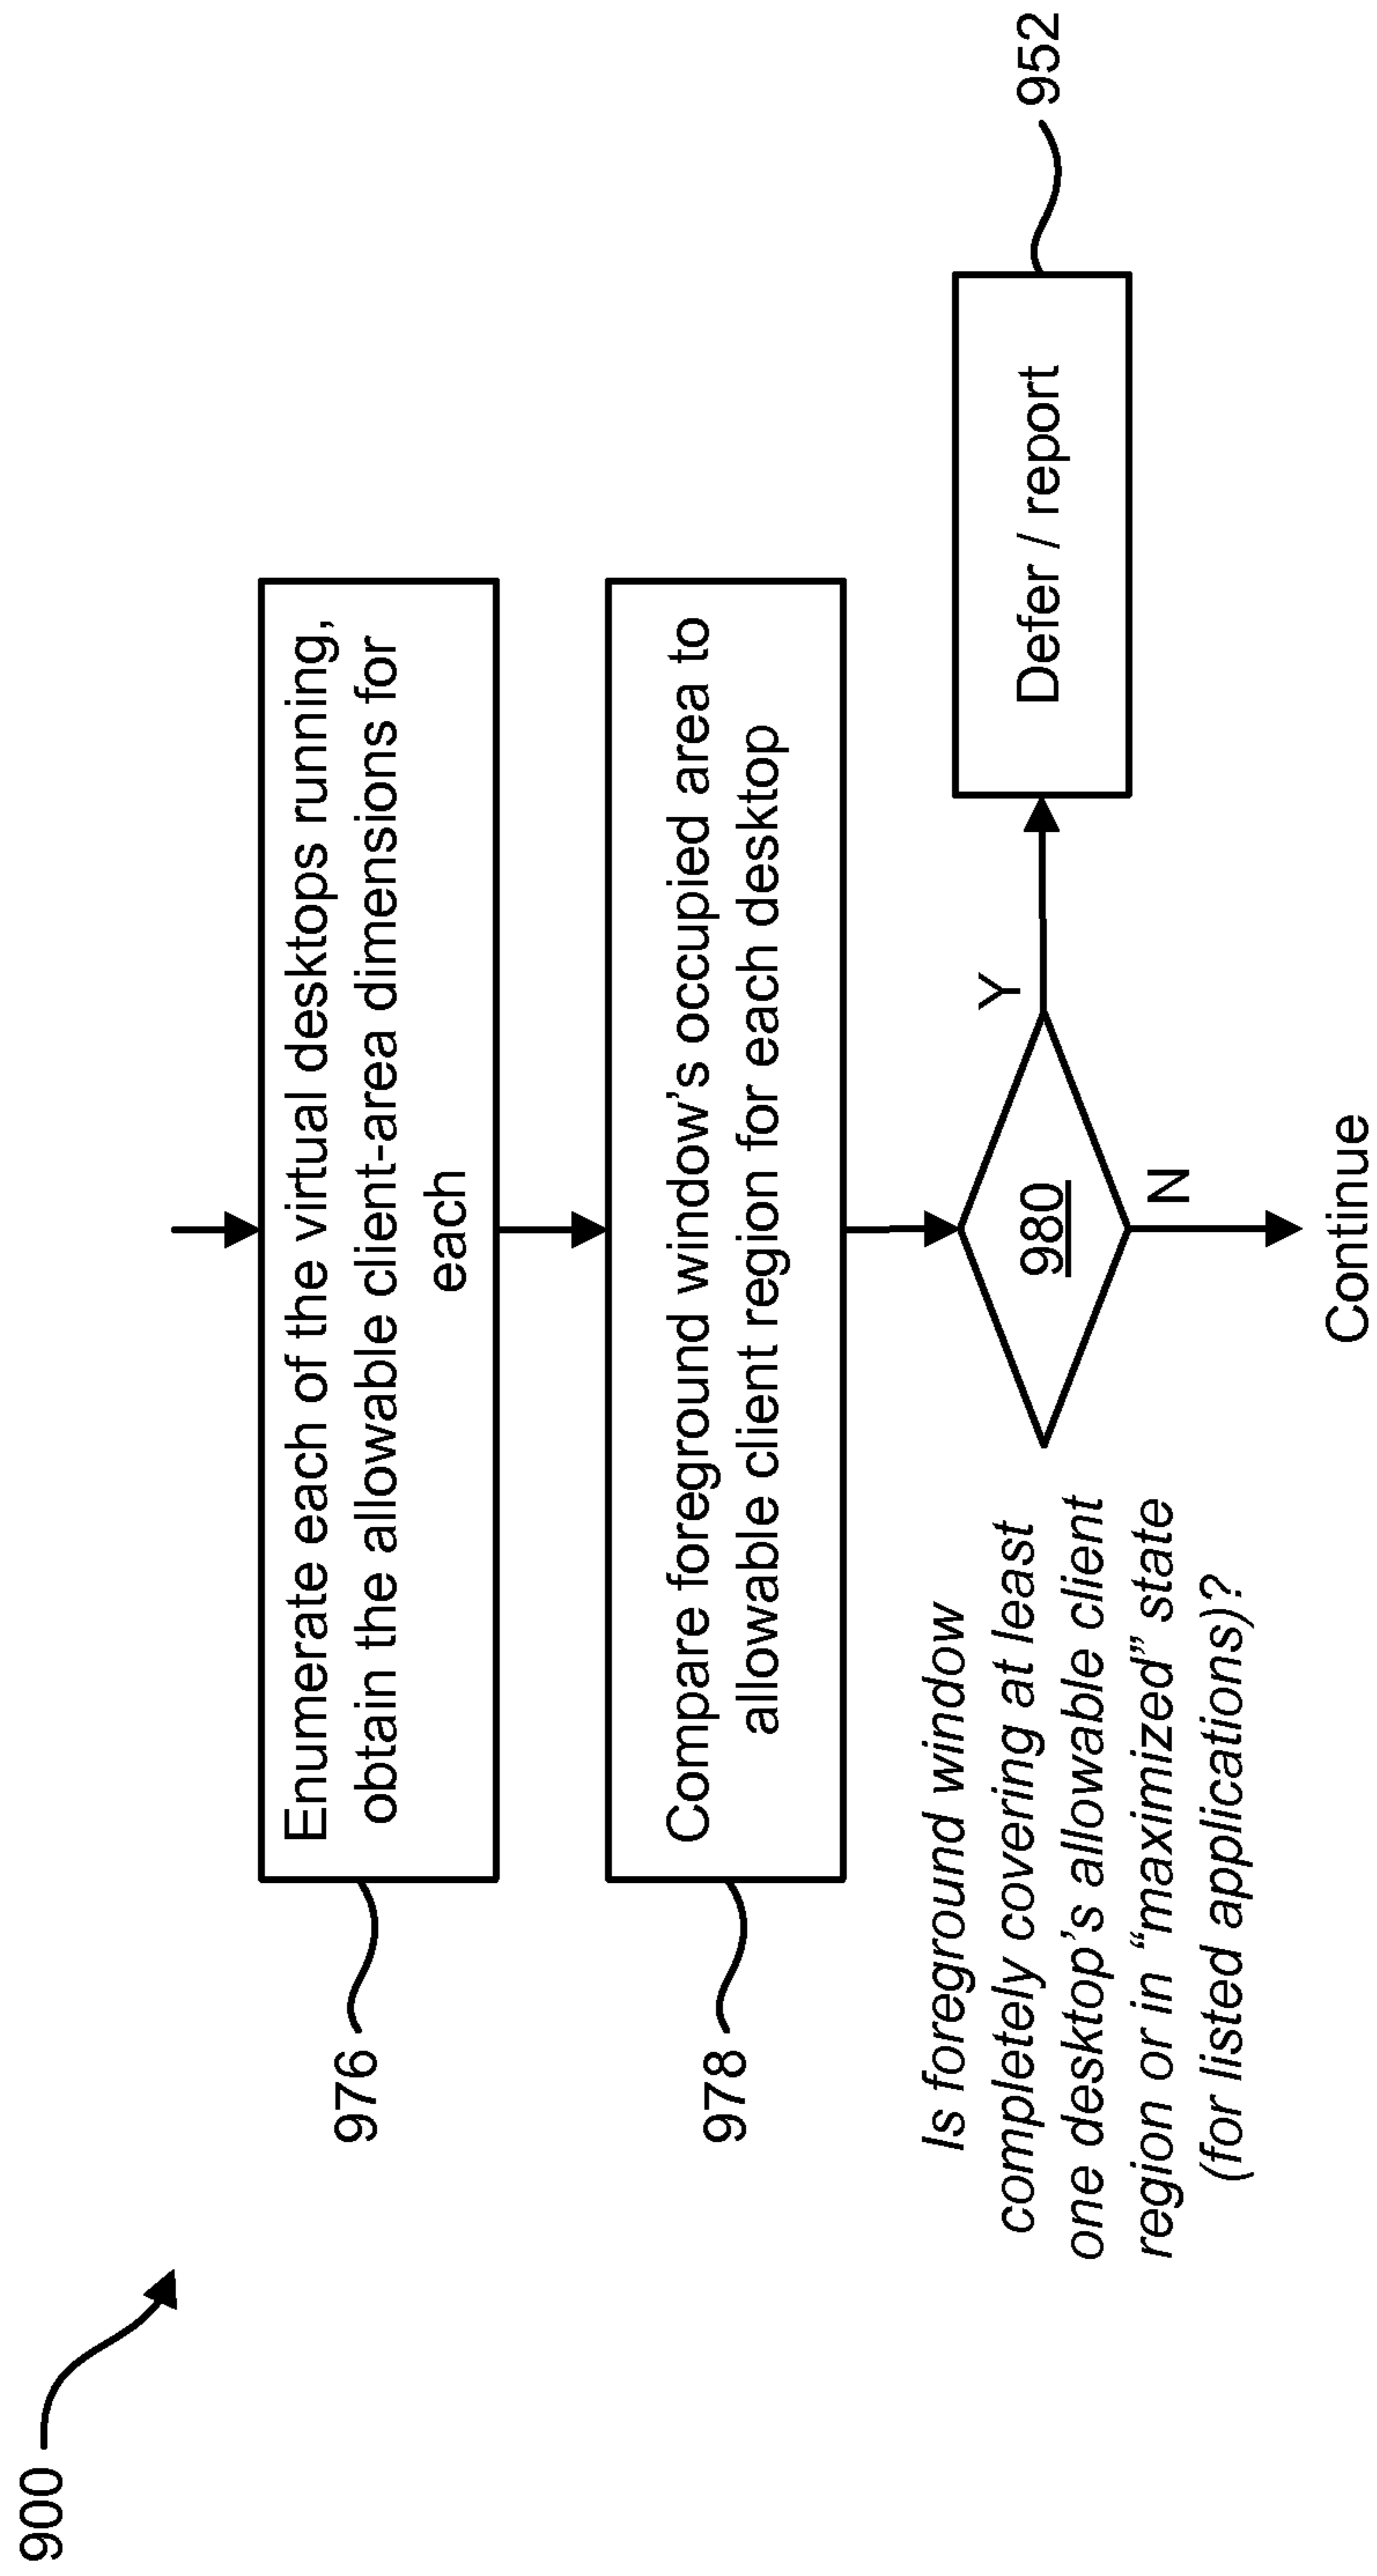 900
976
Enumerate each of the virtual desktops running,
obtain the allowable client-area dimensions for
each
978
Compare foreground window's occupied area to
allowable client region for each desktop
Is foreground window
completely covering at least
one desktop's allowable client
region or in “maximized” state
(for listed applications)?
980
Y
Defer / report
952
N
Continue